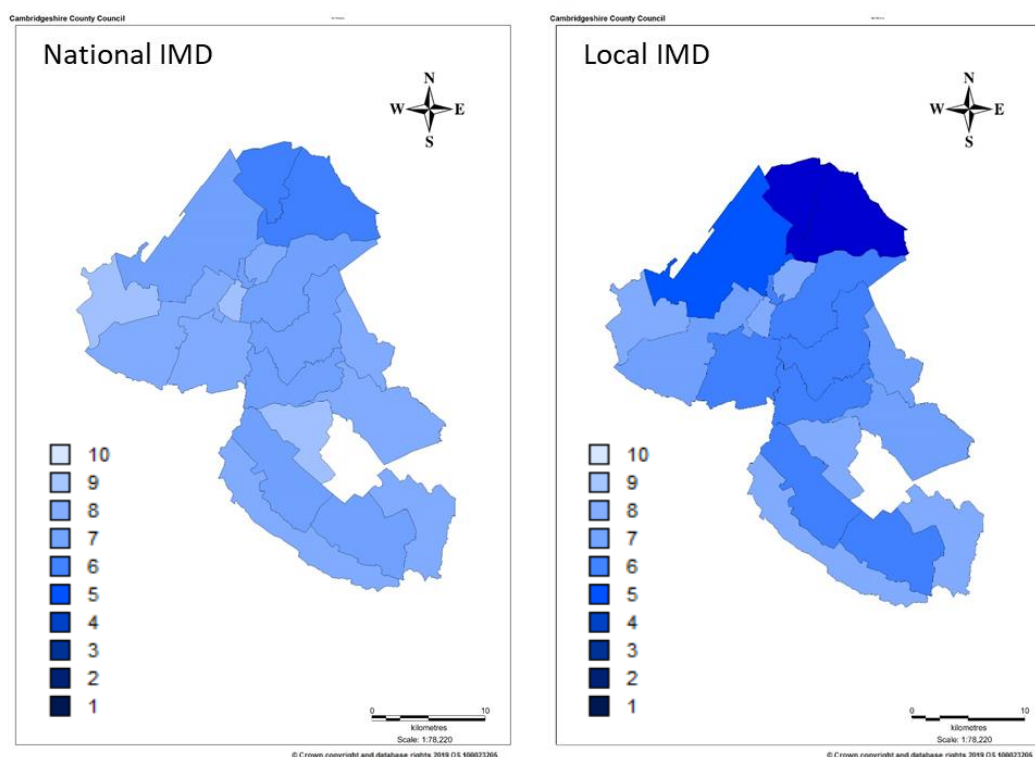 Cambridgeshire County Council
National IMD
N
W E
S
10
9
8
7
6
5
4
3
2
1
0 10
kilometres
Scale: 1:78,220
© Crown copyright and database rights 2019 OS 100023205
Cambridgeshire County Council
Local IMD
N
W E
S
10
9
8
7
6
5
4
3
2
1
0 10
kilometres
Scale: 1:78,220
© Crown copyright and database rights 2019 OS 100023205